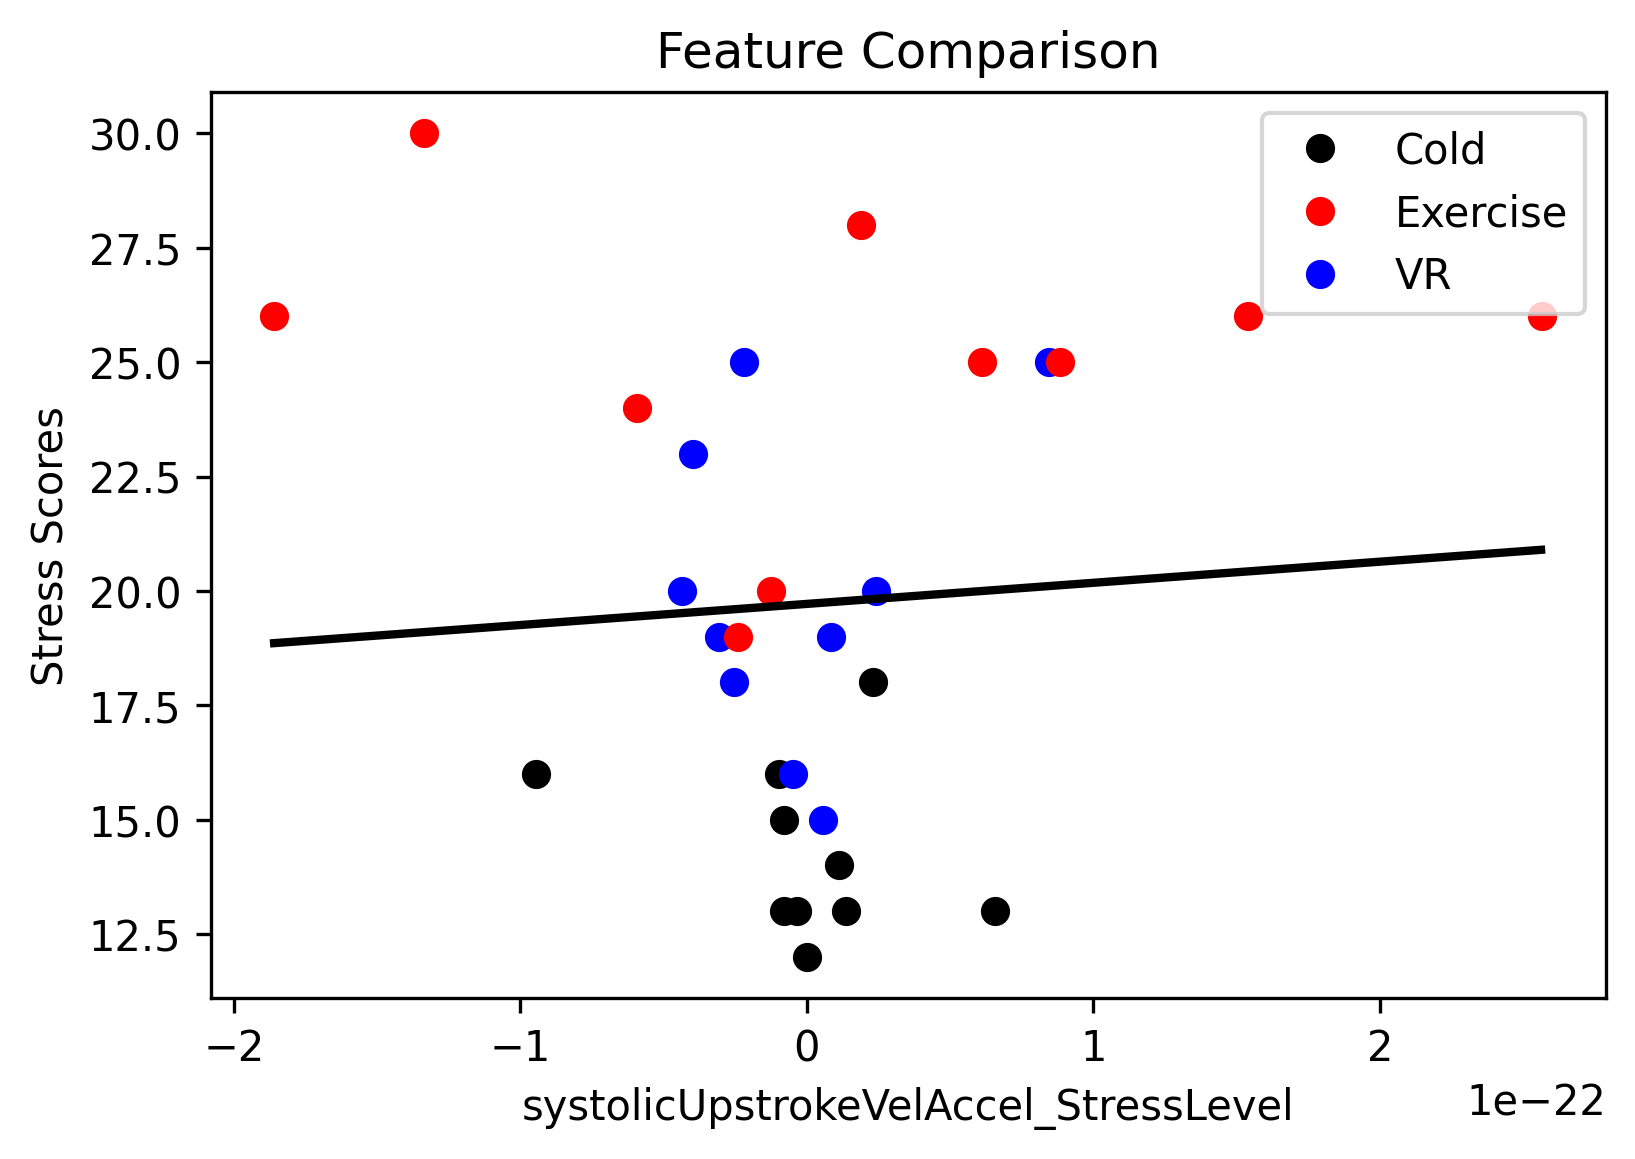 Feature Comparison
30.0
27.5
25.0
22.5
20.0
17.5
15.0
12.5
Stress Scores
Cold
Exercise
VR
−2
−1
0
1
2
1e−22
systolicUpstrokeVelAccel_StressLevel